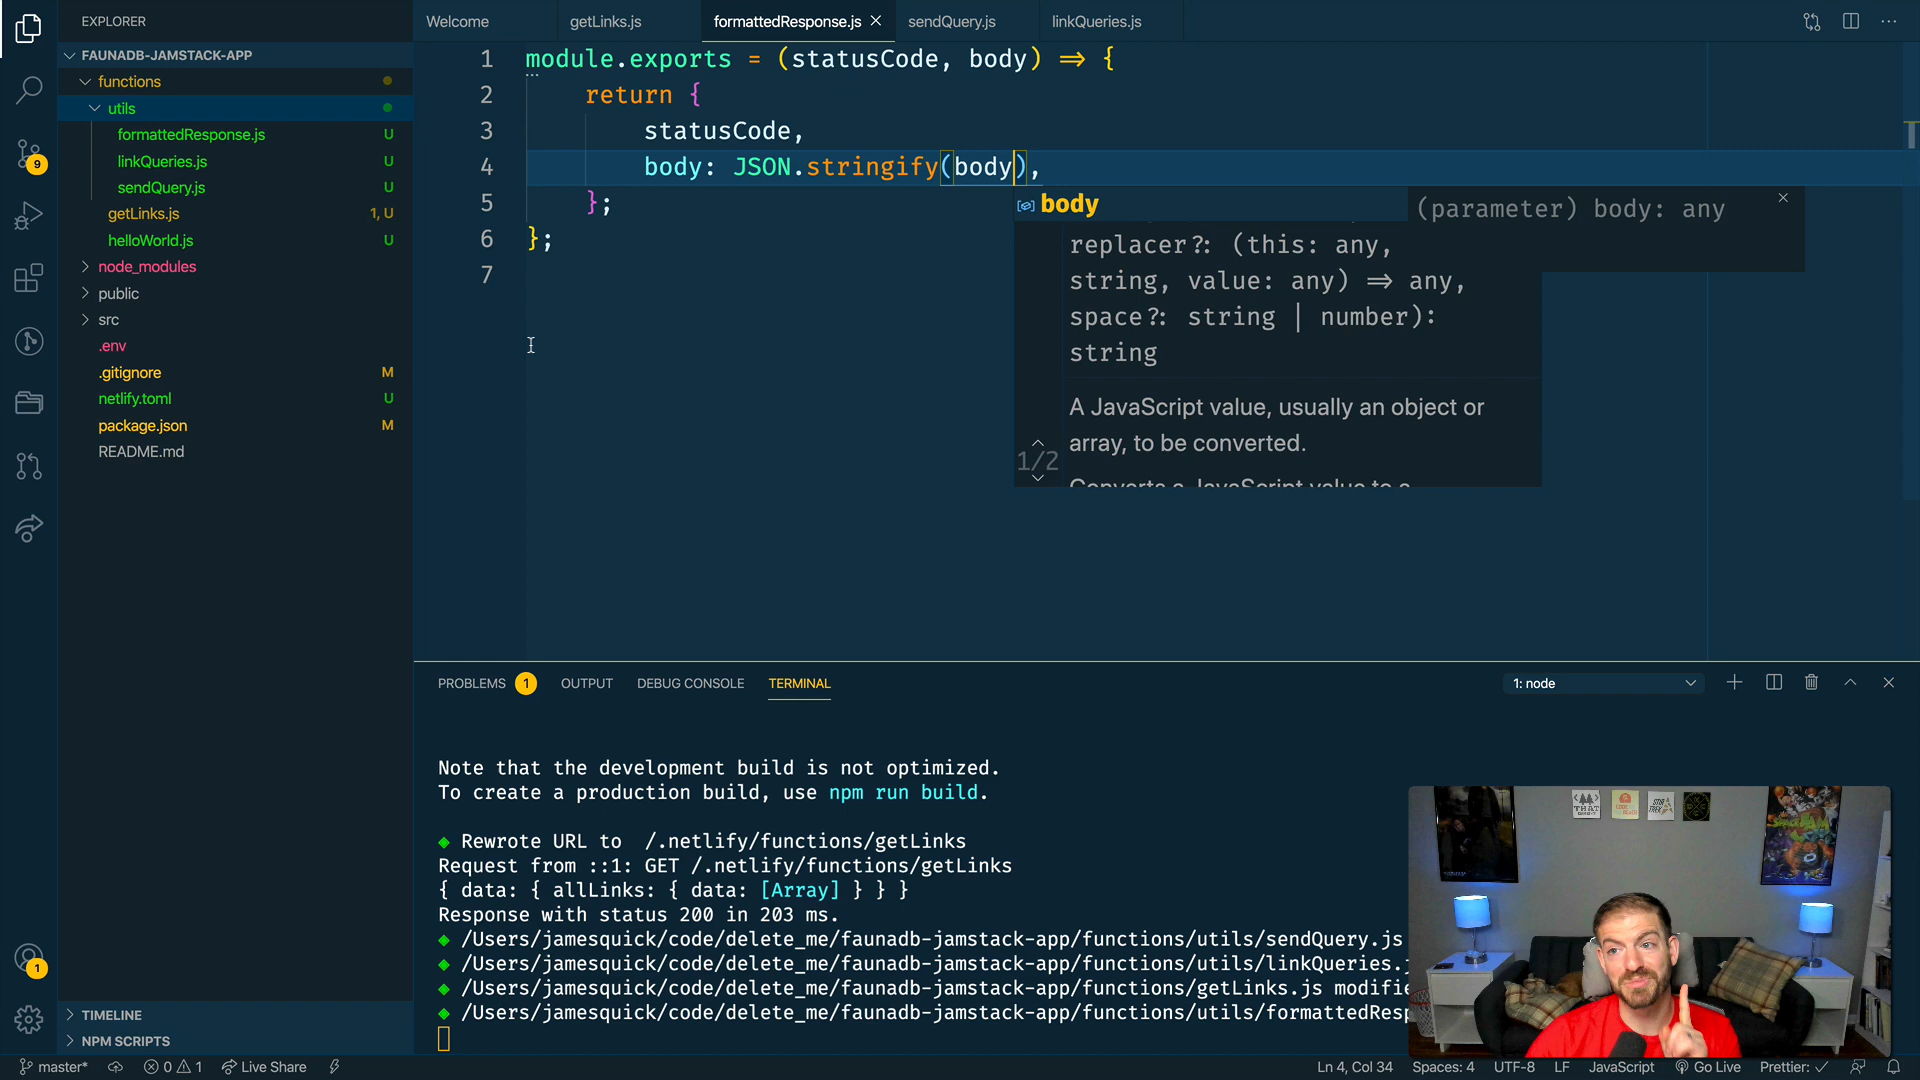 EXPLORER
Welcome
getLinks.js
formattedResponse.js
sendQuery.js
linkQueries.js
FAUNADB-JAMSTACK-APP
functions
utils
formattedResponse.js U
linkQueries.js U
sendQuery.js U
getLinks.js 1, U
helloWorld.js U
node_modules
public
src
.env
.gitignore M
netlify.toml U
package.json M
README.md
9
1 module.exports = (statusCode, body) => {
2 return {
3 statusCode,
4 body: JSON.stringify(body),
5 };
6 };
7
body
(parameter) body: any
replacer?: (this: any,
string, value: any) => any,
space?: string | number):
string
A JavaScript value, usually an object or
array, to be converted.
1/2
Converts a JavaScript value to a
PROBLEMS 1 OUTPUT DEBUG CONSOLE TERMINAL
1: node
Note that the development build is not optimized.
To create a production build, use npm run build.
Rewrote URL to /.netlify/functions/getLinks
Request from ::1: GET /.netlify/functions/getLinks
{ data: { allLinks: { data: [Array] } } }
Response with status 200 in 203 ms.
/Users/jamesquick/code/delete_me/faunadb-jamstack-app/functions/utils/sendQuery.js
/Users/jamesquick/code/delete_me/faunadb-jamstack-app/functions/utils/linkQueries.j
/Users/jamesquick/code/delete_me/faunadb-jamstack-app/functions/getLinks.js modifie
/Users/jamesquick/code/delete_me/faunadb-jamstack-app/functions/utils/formattedResp
THAT
STAR
TREK
1
TIMELINE
NPM SCRIPTS
master* 0 1 Live Share
Ln 4, Col 34 Spaces: 4 UTF-8 LF JavaScript Go Live Prettier: ✓